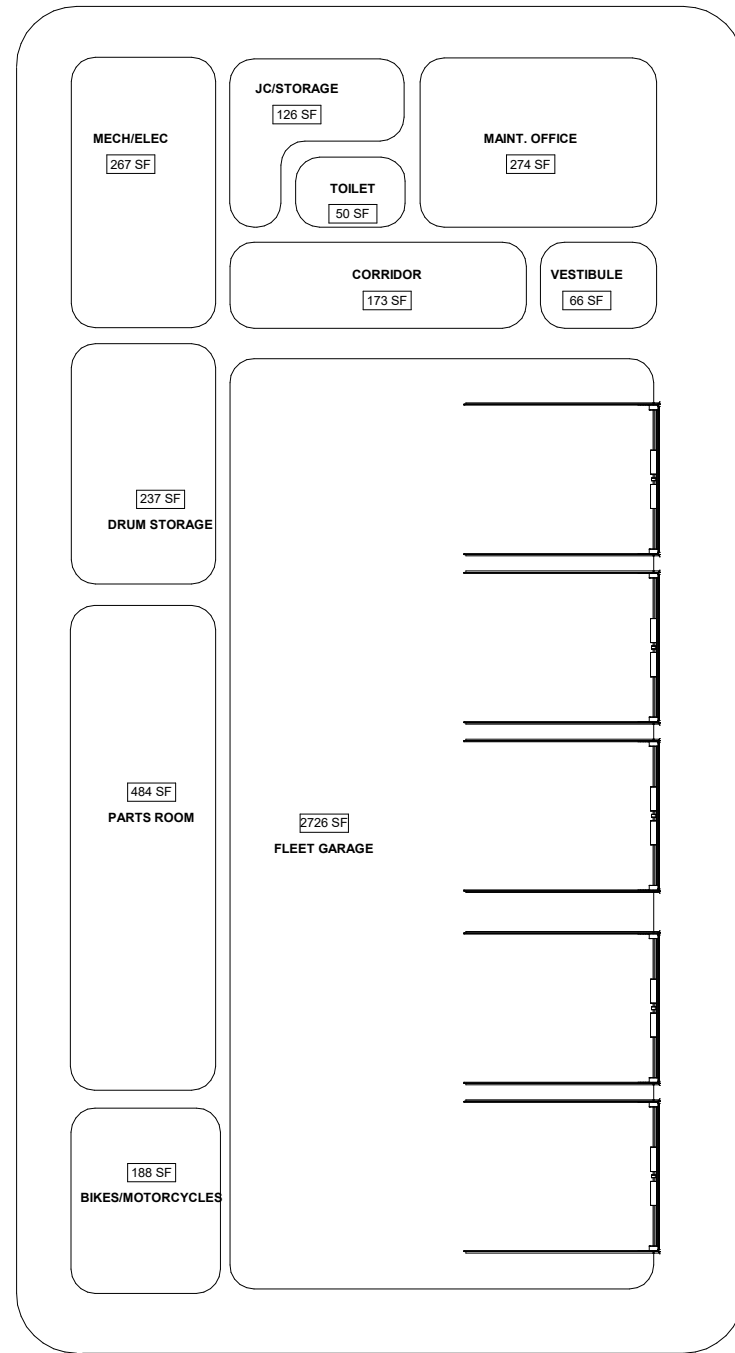 JC/STORAGE
126 SF
MECH/ELEC
267 SF
MAINT. OFFICE
274 SF
TOILET
50 SF
CORRIDOR
173 SF
VESTIBULE
66 SF
237 SF
DRUM STORAGE
484 SF
PARTS ROOM
2726 SF
FLEET GARAGE
188 SF
BIKES/MOTORCYCLES